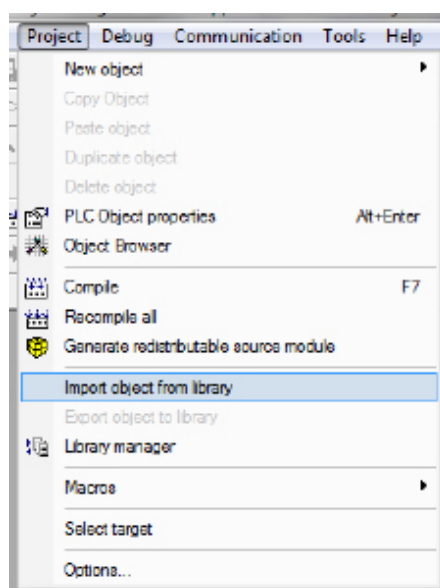 Project Debug Communication Tools Help
New object
Copy Object
Paste object
Duplicate object
Delete object
PLC Object properties Alt+Enter
Object Browser
Compile F7
Recompile all
Generate redistributable source module
Import object from library
Export object to library
Library manager
Macros
Select target
Options...